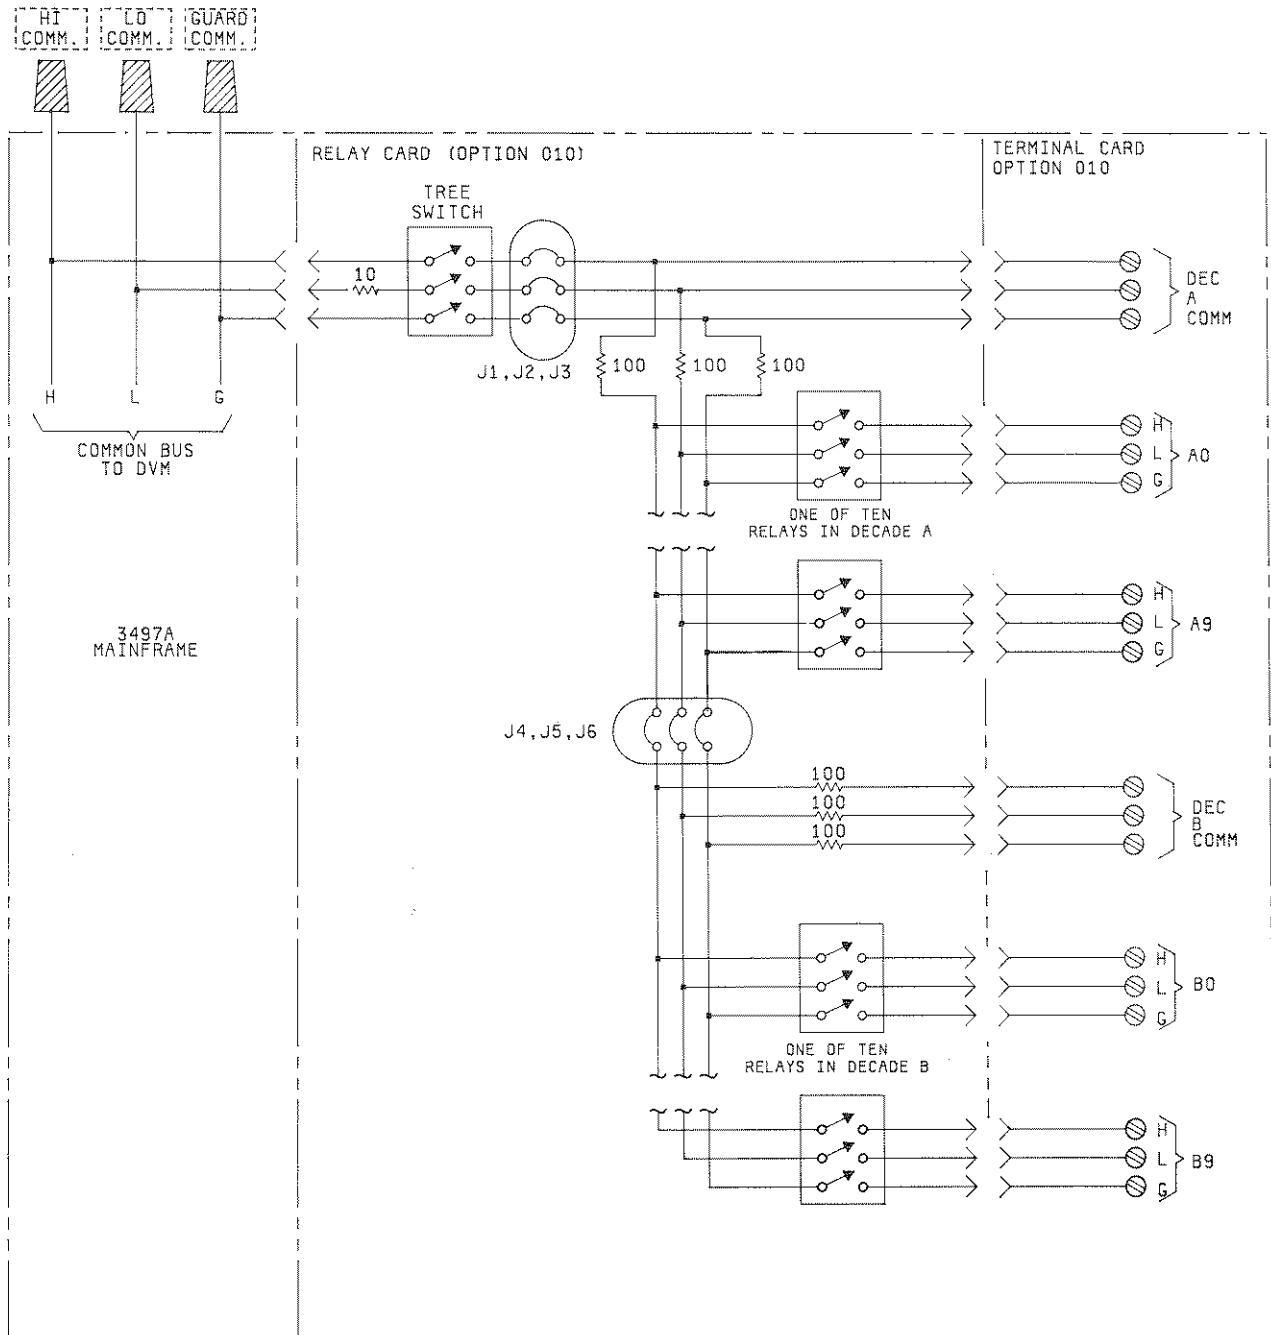 HI
COMM.
LO
COMM.
GUARD
COMM.
RELAY CARD (OPTION 010)
TERMINAL CARD
OPTION 010
TREE
SWITCH
10
DEC
A
COMM
J1,J2,J3
100
100
100
H
L
G
COMMON BUS
TO DVM
H
L
G
A0
ONE OF TEN
RELAYS IN DECADE A
H
L
G
A9
3497A
MAINFRAME
J4,J5,J6
100
100
100
DEC
B
COMM
H
L
G
B0
ONE OF TEN
RELAYS IN DECADE B
H
L
G
B9